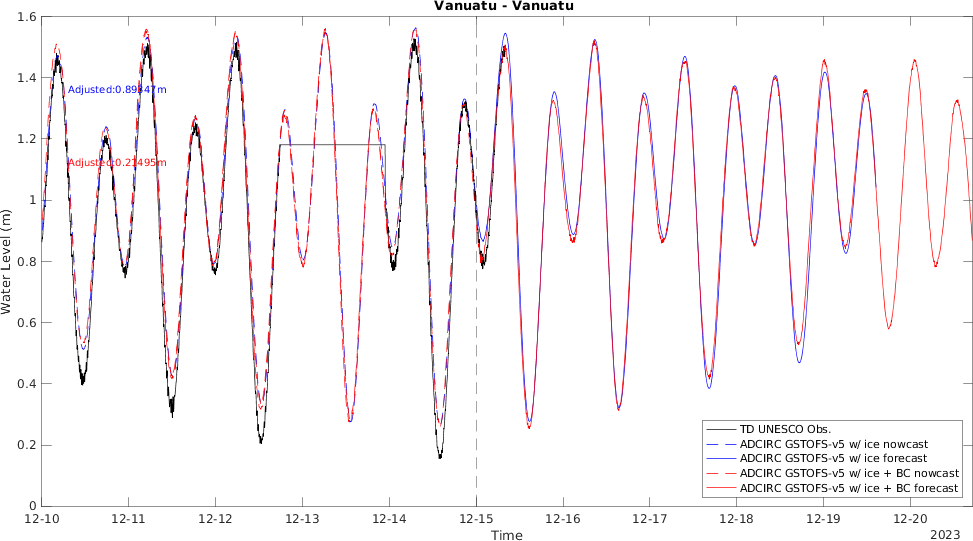 Vanuatu - Vanuatu
1.6
1.4
1.2
1
0.8
0.6
0.4
0.2
0
Water Level (m)
Adjusted:0.89347m
Adjusted:0.21495m
TD UNESCO Obs.
ADCIRC GSTOFS-v5 w/ ice nowcast
ADCIRC GSTOFS-v5 w/ ice forecast
ADCIRC GSTOFS-v5 w/ ice + BC nowcast
ADCIRC GSTOFS-v5 w/ ice + BC forecast
12-10 12-11 12-12 12-13 12-14 12-15 12-16 12-17 12-18 12-19 12-20
Time
2023